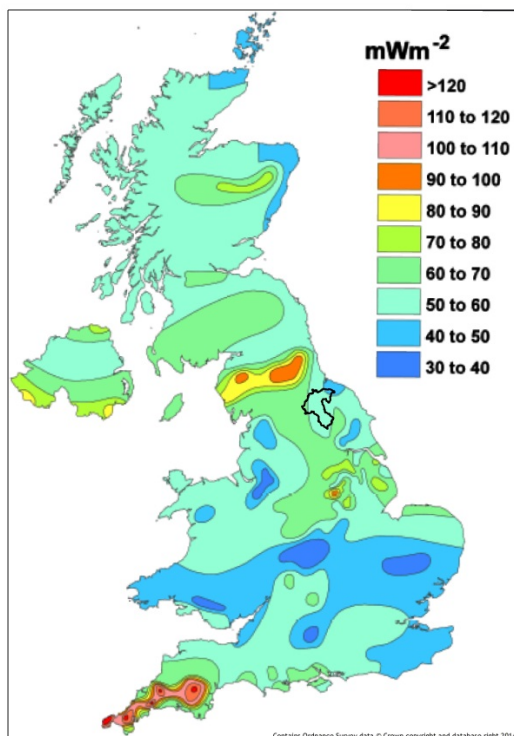 mWm-2
>120
110 to 120
100 to 110
90 to 100
80 to 90
70 to 80
60 to 70
50 to 60
40 to 50
30 to 40
Contains Ordnance Survey data © Crown copyright and database right